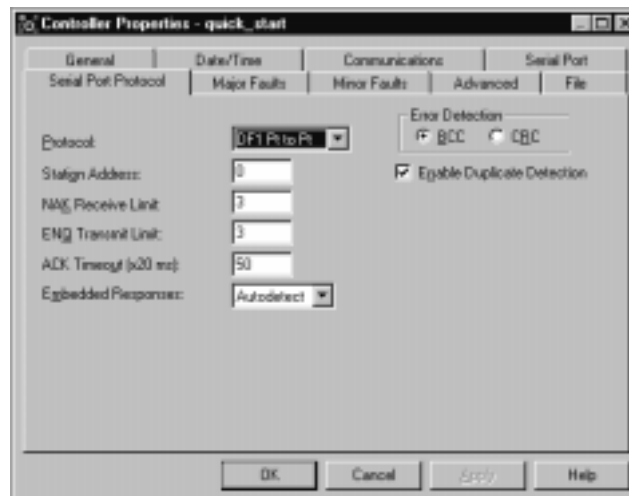 Controller Properties - quick_start
General Date/Time Communications Serial Port
Serial Port Protocol Major Faults Minor Faults Advanced File
Error Detection
Protocol: DF1 Pt to Pt BCC CRC
Station Address: 0 Enable Duplicate Detection
NAK Receive Limit: 3
ENQ Transmit Limit: 3
ACK Timeout (x20 ms): 50
Embedded Responses: Autodetect
OK Cancel Apply Help